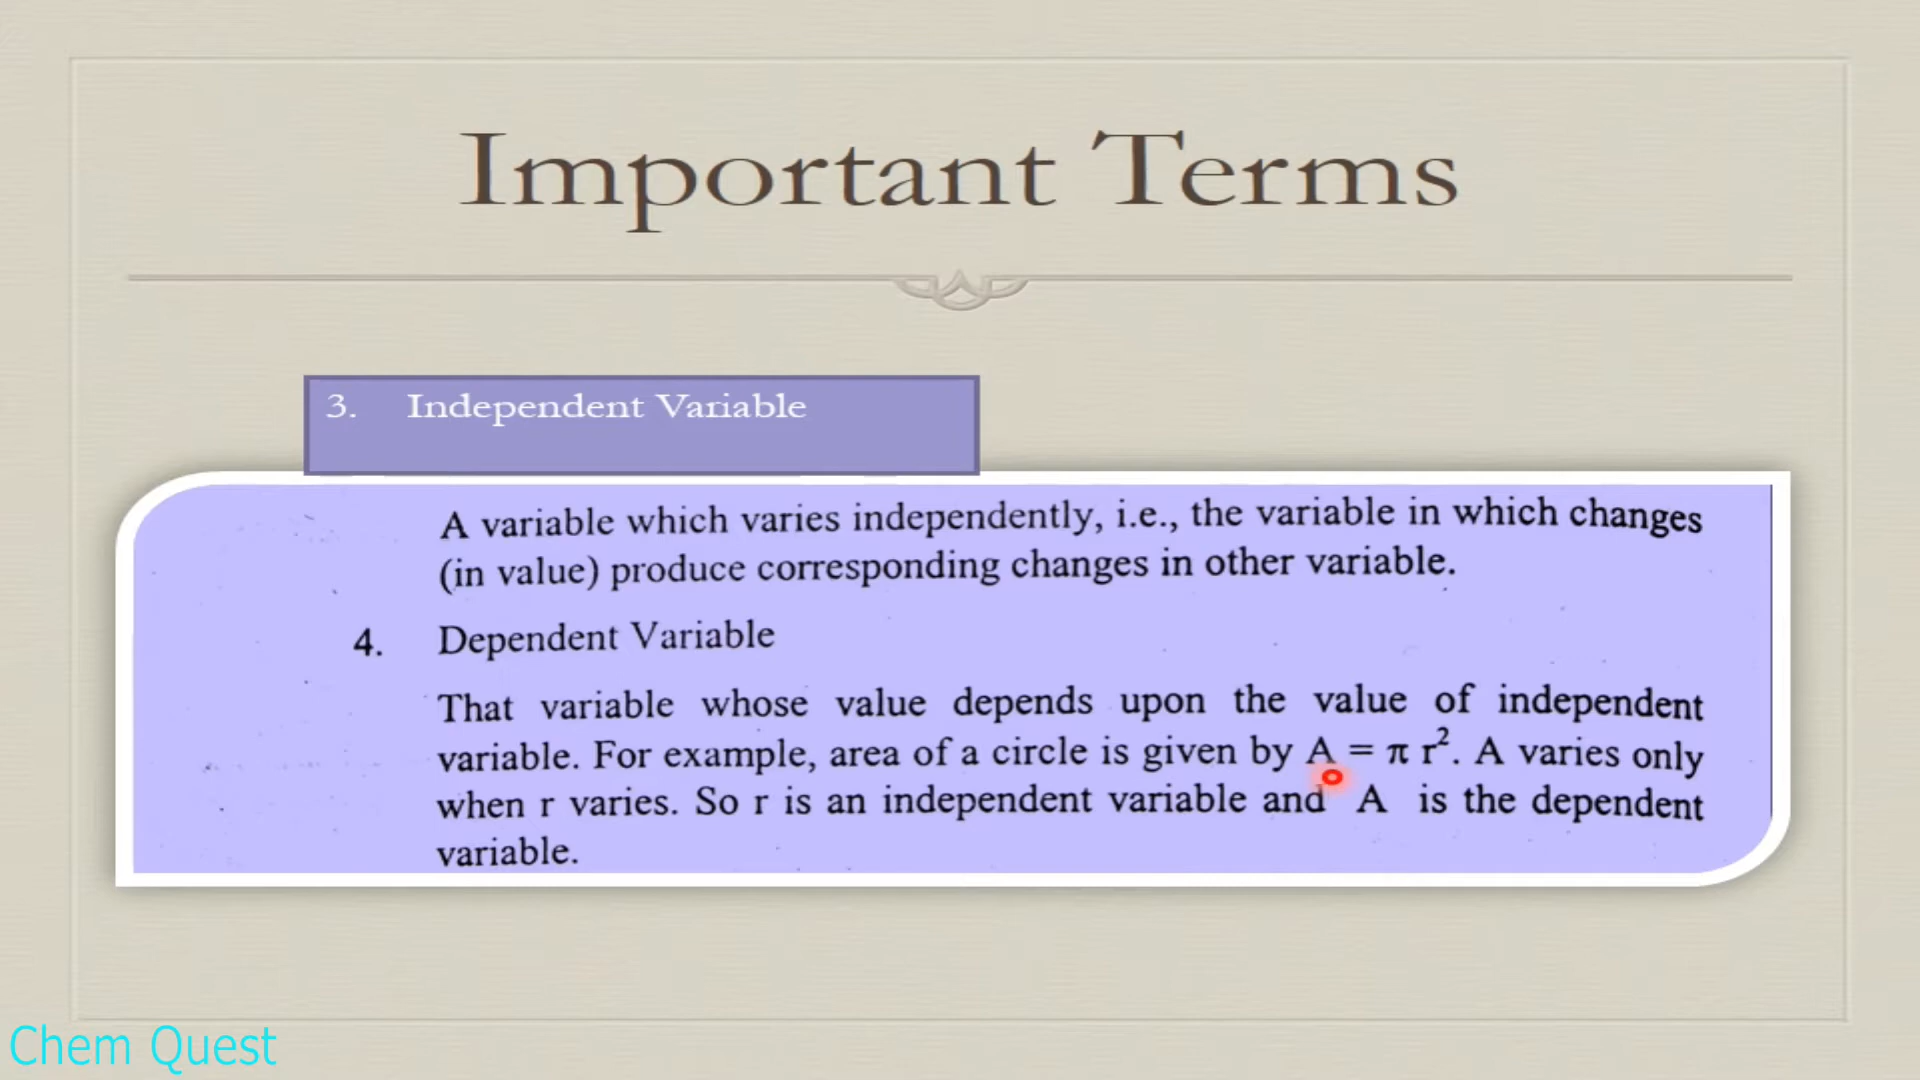 Important Terms
3. Independent Variable
A variable which varies independently, i.e., the variable in which changes
(in value) produce corresponding changes in other variable.
4. Dependent Variable
That variable whose value depends upon the value of independent
variable. For example, area of a circle is given by A = π r². A varies only
when r varies. So r is an independent variable and A is the dependent
variable.
Chem Quest